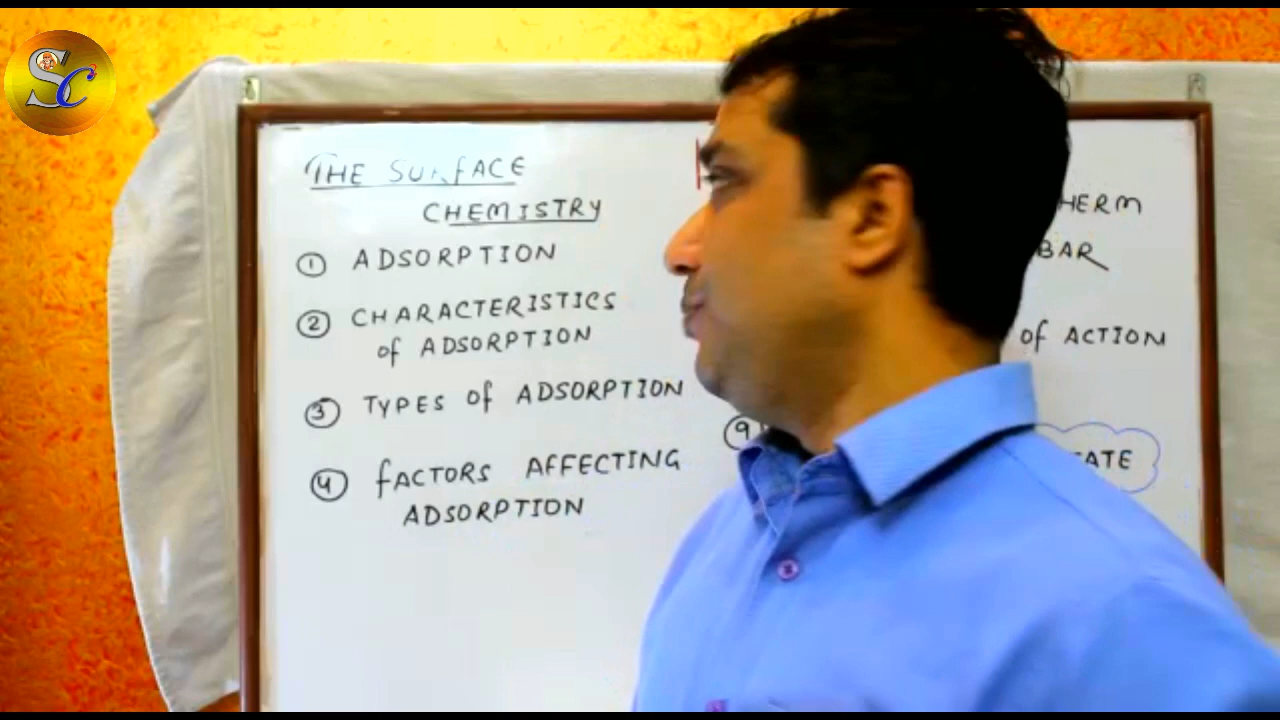 SC
THE SURFACE
CHEMISTRY
① ADSORPTION
② CHARACTERISTICS
of ADSORPTION
③ TYPES of ADSORPTION
④ fACTORS AFFECTING
ADSORPTION
HERM
BAR
of ACTION
⑨
ATE